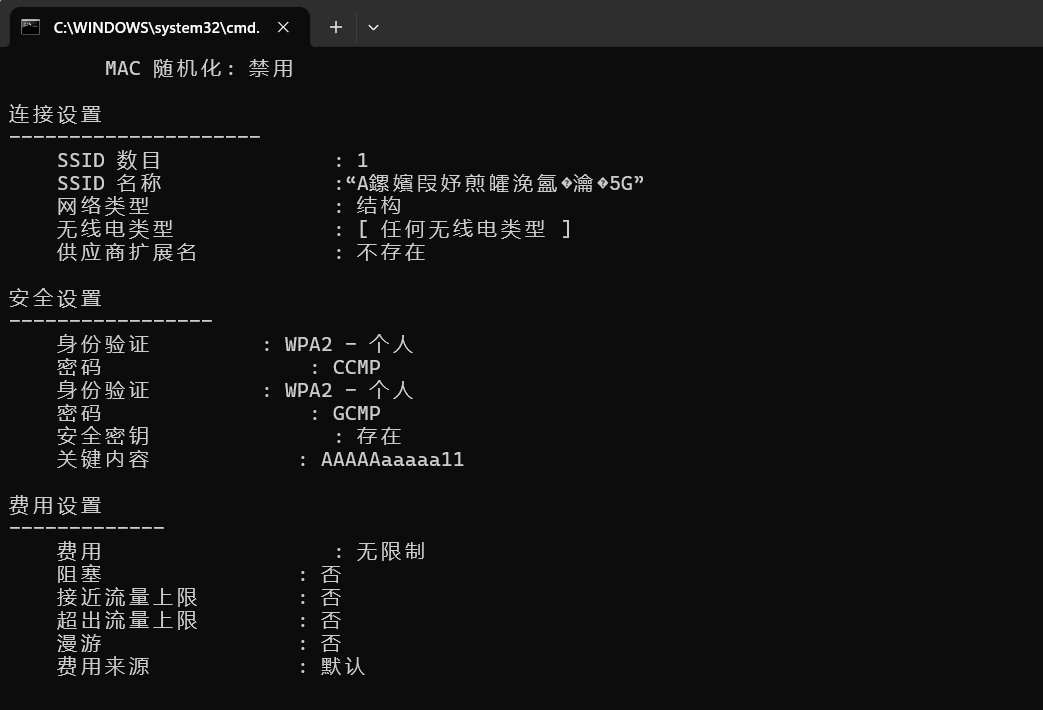 C:\WINDOWS\system32\cmd.
MAC 随机化: 禁用
连接设置
---------------------
SSID 数目 : 1
SSID 名称 :“A鏍嬪叚妤煎皬浼氳�瀹�5G”
网络类型 : 结构
无线电类型 : [ 任何无线电类型 ]
供应商扩展名 : 不存在
安全设置
-----------------
身份验证 : WPA2 - 个人
密码 : CCMP
身份验证 : WPA2 - 个人
密码 : GCMP
安全密钥 : 存在
关键内容 : AAAAAaaaaa11
费用设置
-------------
费用 : 无限制
阻塞 : 否
接近流量上限 : 否
超出流量上限 : 否
漫游 : 否
费用来源 : 默认